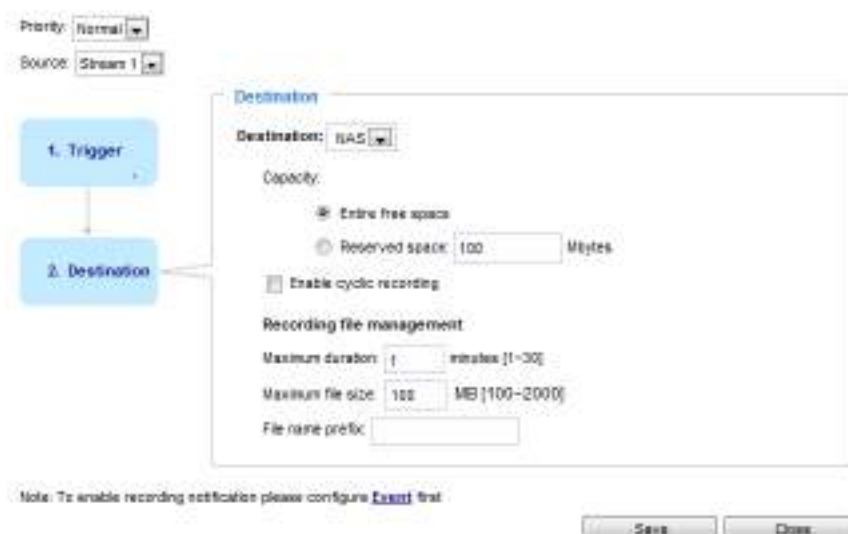 Priority: Normal
Source: Stream 1
Destination
1. Trigger
Destination: NAS
Capacity:
Entire free space
Reserved space: 100 Mbytes
2. Destination
Enable cyclic recording
Recording file management
Maximum duration: 1 minutes [1~30]
Maximum file size: 100 MB [100~2000]
File name prefix:
Note: To enable recording notification please configure Event first
Save Close